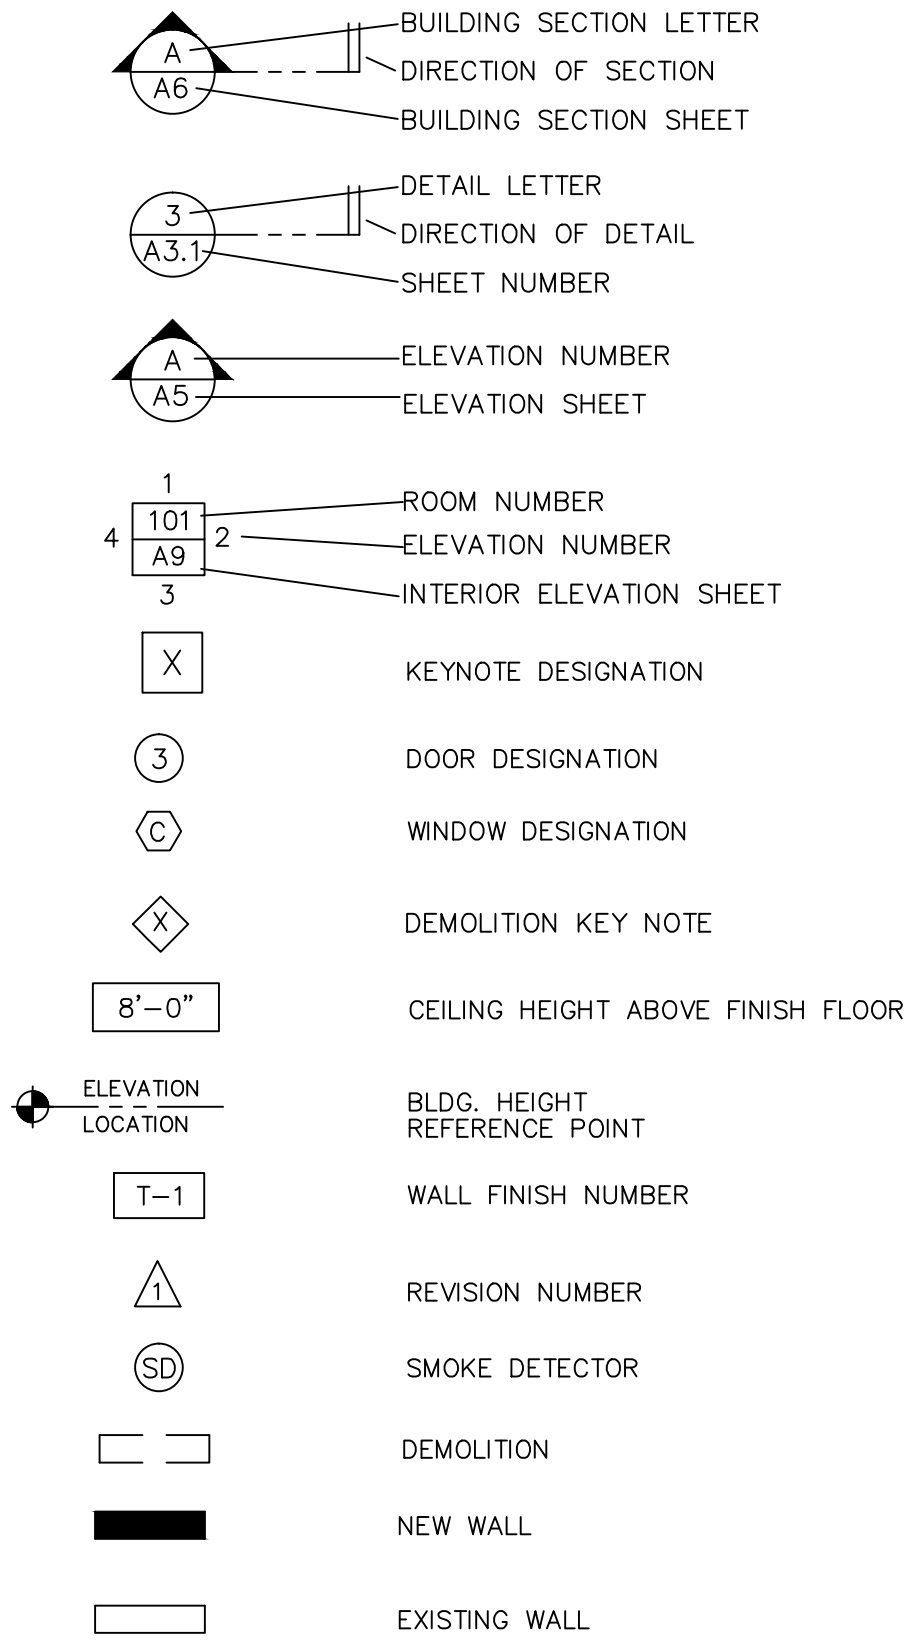 BUILDING SECTION LETTER
A
DIRECTION OF SECTION
A6
BUILDING SECTION SHEET
DETAIL LETTER
3
DIRECTION OF DETAIL
A3.1
SHEET NUMBER
A
ELEVATION NUMBER
A5
ELEVATION SHEET
1
101
ROOM NUMBER
4
2
ELEVATION NUMBER
A9
3
INTERIOR ELEVATION SHEET
X
KEYNOTE DESIGNATION
3
DOOR DESIGNATION
C
WINDOW DESIGNATION
X
DEMOLITION KEY NOTE
8'-0"
CEILING HEIGHT ABOVE FINISH FLOOR
ELEVATION
LOCATION
BLDG. HEIGHT
REFERENCE POINT
T-1
WALL FINISH NUMBER
1
REVISION NUMBER
SD
SMOKE DETECTOR
DEMOLITION
NEW WALL
EXISTING WALL